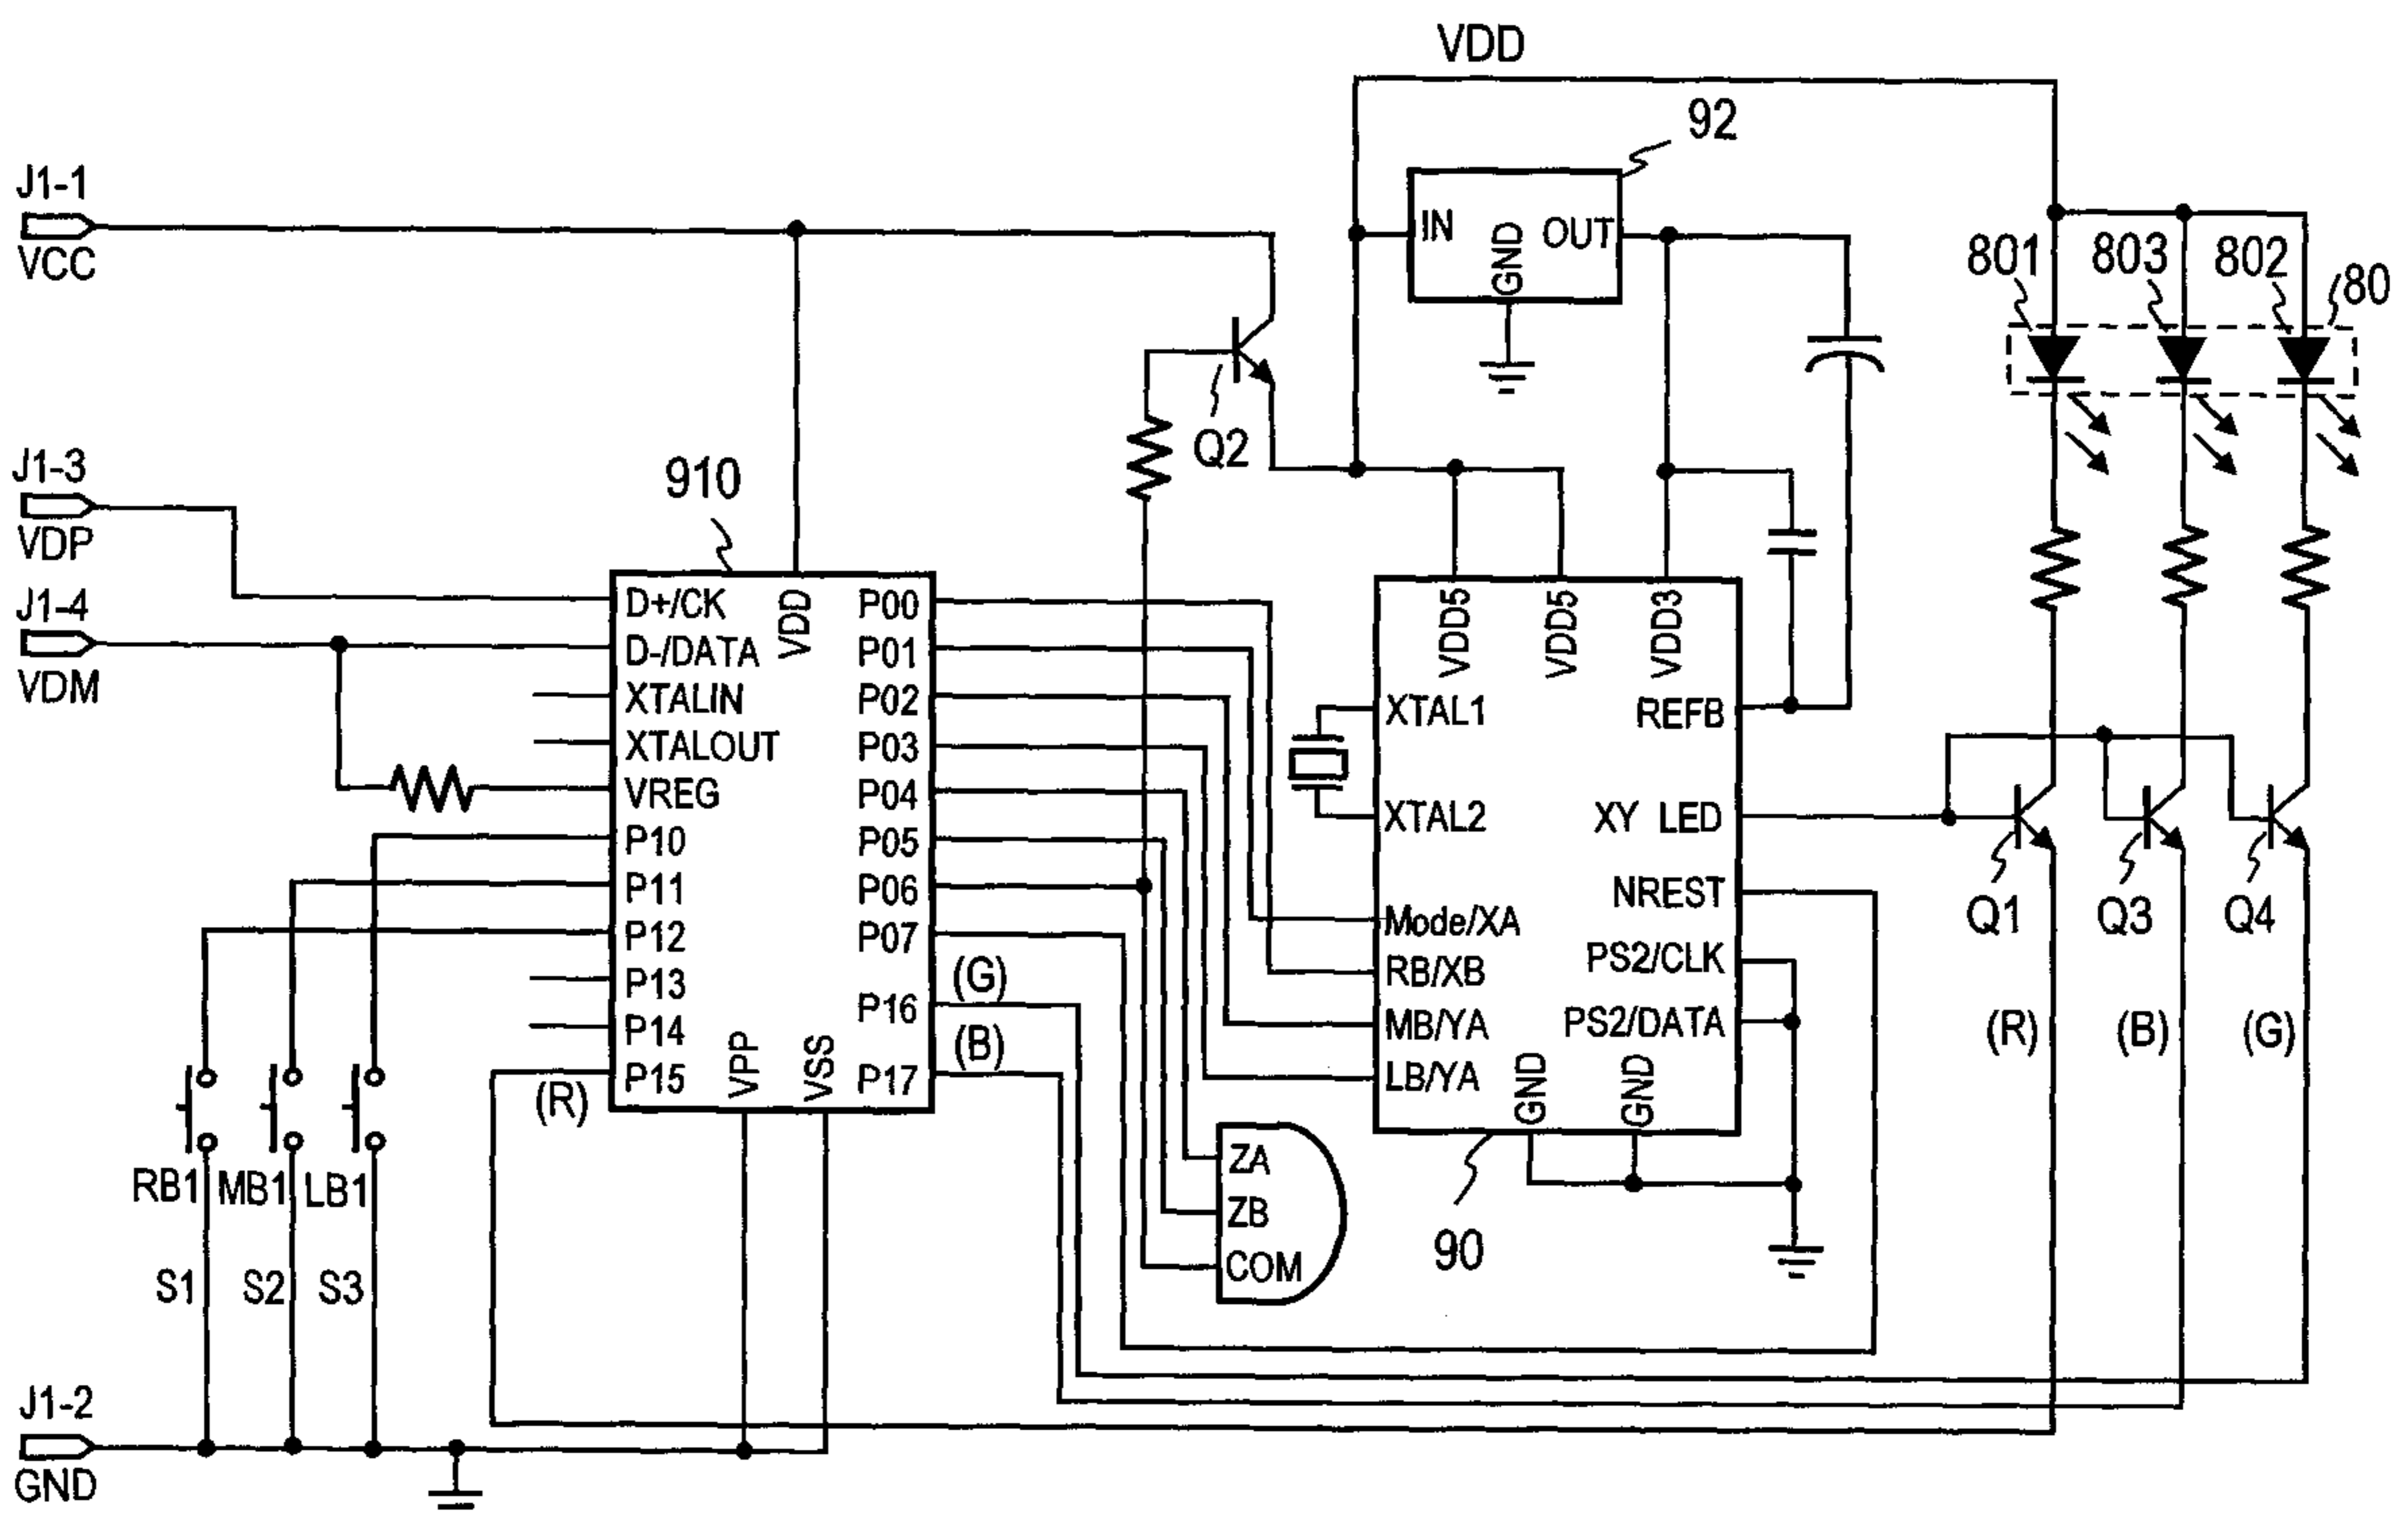 VDD
92
J1-1
VCC
IN
GND
OUT
801
803
802
80
Q2
J1-3
VDP
910
J1-4
VDM
D+/CK
D-/DATA
XTALIN
XTALOUT
VREG
P10
P11
P12
P13
P14
P15
(R)
VDD
VPP
VSS
P00
P01
P02
P03
P04
P05
P06
P07
P16
P17
(G)
(B)
VDD5
VDD5
VDD3
XTAL1
XTAL2
Mode/XA
RB/XB
MB/YA
LB/YA
REFB
XY LED
NREST
PS2/CLK
PS2/DATA
GND
GND
90
Q1
Q3
Q4
(R)
(B)
(G)
ZA
ZB
COM
RB1
MB1
LB1
S1
S2
S3
J1-2
GND